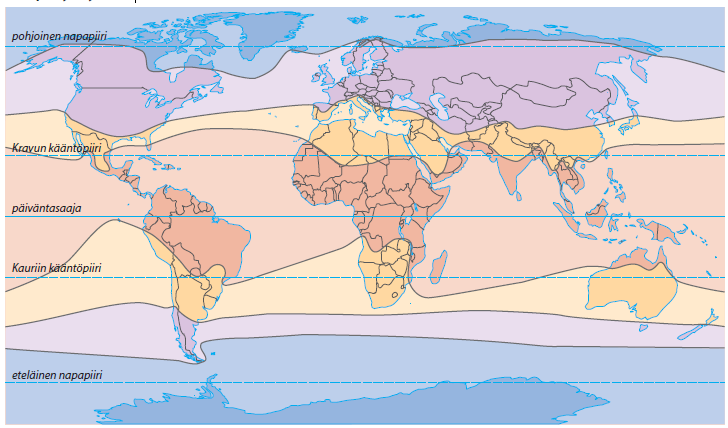 pohjoinen napapiiri
Kravun kääntöpiiri
päiväntasaaja
Kauriin kääntöpiiri
eteläinen napapiiri